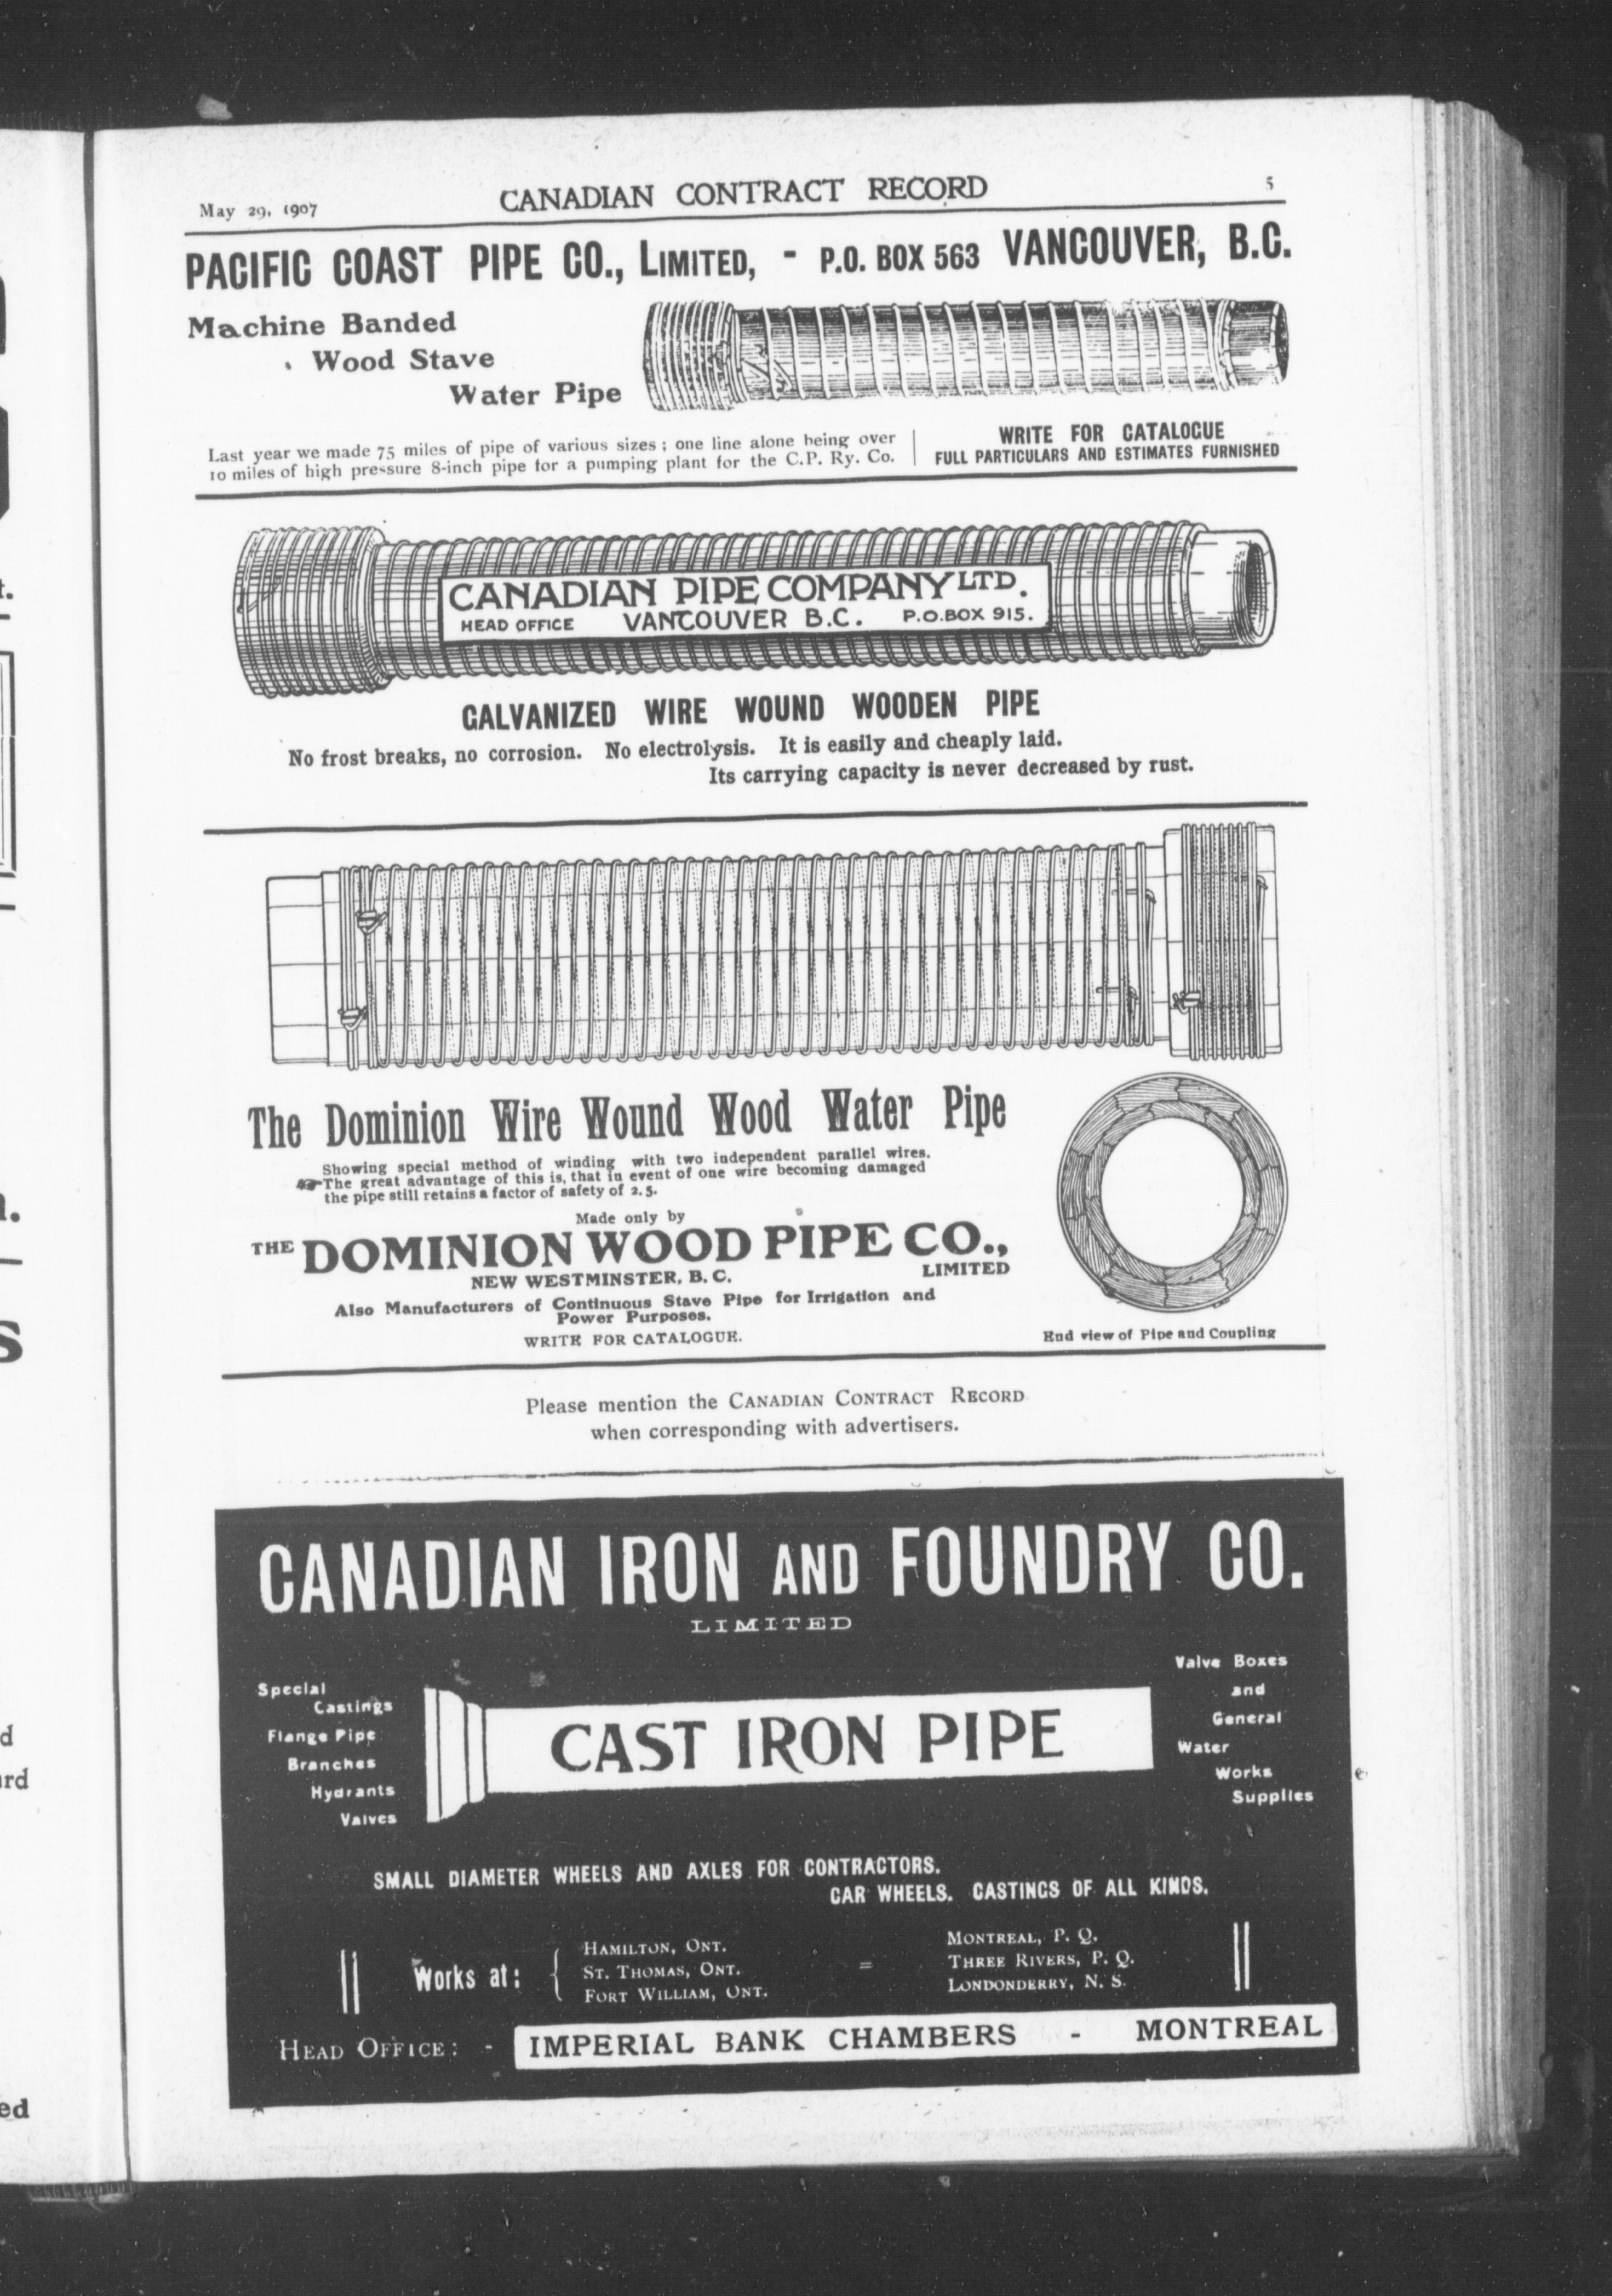 May 29, 1907
CANADIAN CONTRACT RECORD
5
PACIFIC COAST PIPE CO., LIMITED, - P.O. BOX 563 VANCOUVER, B.C.
Machine Banded
Wood Stave
Water Pipe
Last year we made 75 miles of pipe of various sizes; one line alone being over
10 miles of high pressure 8-inch pipe for a pumping plant for the C.P. Ry. Co.
WRITE FOR CATALOGUE
FULL PARTICULARS AND ESTIMATES FURNISHED
CANADIAN PIPE COMPANY LTD.
HEAD OFFICE VANCOUVER B.C. P.O.BOX 915.
GALVANIZED WIRE WOUND WOODEN PIPE
No frost breaks, no corrosion. No electrolysis. It is easily and cheaply laid.
Its carrying capacity is never decreased by rust.
The Dominion Wire Wound Wood Water Pipe
Showing special method of winding with two independent parallel wires.
☞The great advantage of this is, that in event of one wire becoming damaged
the pipe still retains a factor of safety of 2.5.
Made only by
THE DOMINION WOOD PIPE CO.,
LIMITED
NEW WESTMINSTER, B. C.
Also Manufacturers of Continuous Stave Pipe for Irrigation and
Power Purposes.
WRITE FOR CATALOGUE.
End view of Pipe and Coupling
Please mention the CANADIAN CONTRACT RECORD
when corresponding with advertisers.
CANADIAN IRON AND FOUNDRY CO.
LIMITED
Special
Castings
Flange Pipe
Branches
Hydrants
Valves
CAST IRON PIPE
Valve Boxes
and
General
Water
Works
Supplies
SMALL DIAMETER WHEELS AND AXLES FOR CONTRACTORS.
CAR WHEELS. CASTINGS OF ALL KINDS.
Works at:
HAMILTON, ONT.
ST. THOMAS, ONT.
FORT WILLIAM, ONT.
=
MONTREAL, P. Q.
THREE RIVERS, P. Q.
LONDONDERRY, N. S.
HEAD OFFICE: - IMPERIAL BANK CHAMBERS - MONTREAL